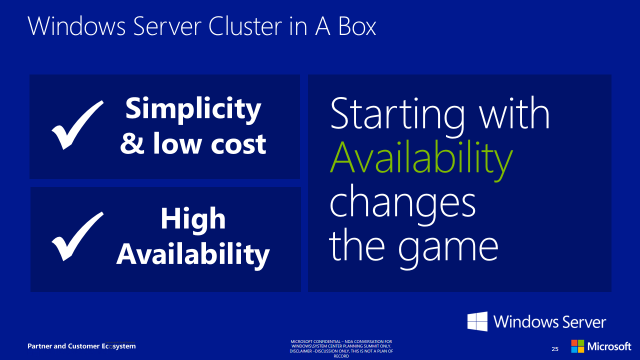 Windows Server Cluster in A Box
Simplicity
& low cost
High
Availability
Starting with
Availability
changes
the game
Windows Server
Partner and Customer Ecosystem
MICROSOFT CONFIDENTIAL – NDA CONVERSATION FOR
WINDOWS SYSTEM CENTER PLANNING SUMMIT ONLY.
DISCLAIMER - DISCUSSION ONLY. THIS IS NOT A PLAN OF
RECORD
25
Microsoft